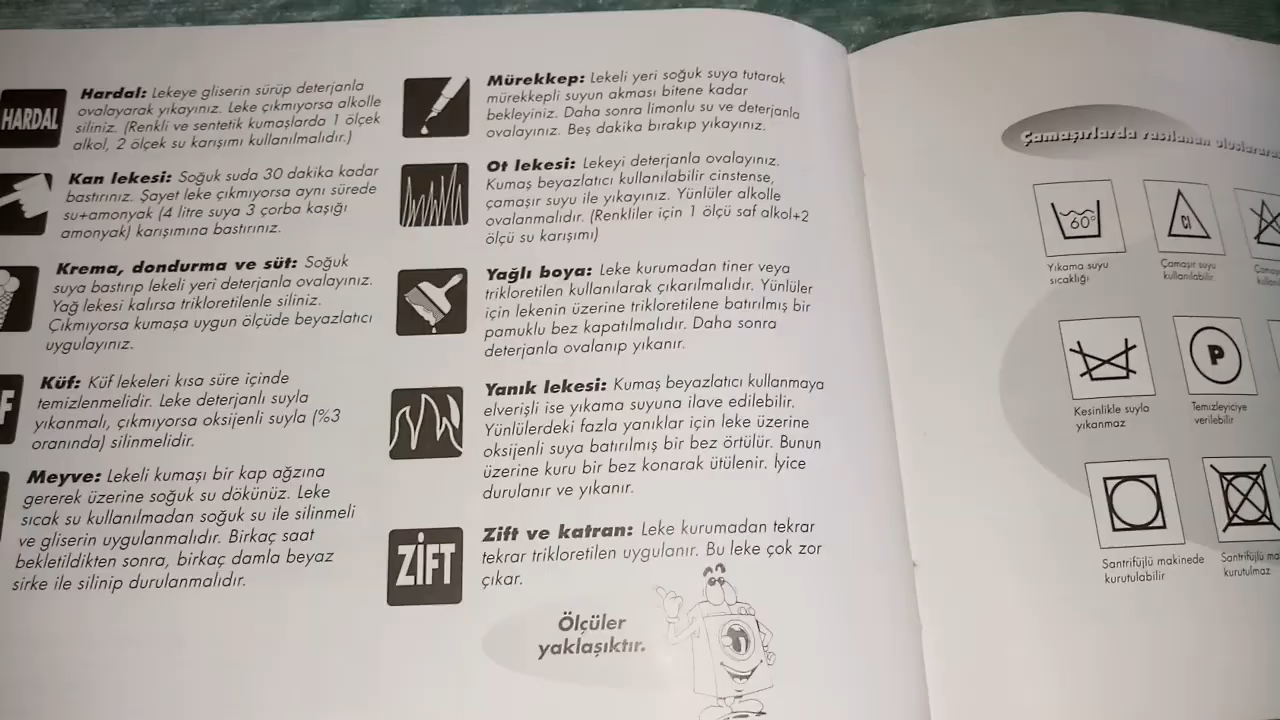 HARDAL
Hardal: Lekeye gliserin sürüp deterjanla
ovalayarak yıkayınız. Leke çıkmıyorsa alkolle
siliniz. (Renkli ve sentetik kumaşlarda 1 ölçek
alkol, 2 ölçek su karışımı kullanılmalıdır.)
Kan lekesi: Soğuk suda 30 dakika kadar
bastırınız. Şayet leke çıkmıyorsa aynı sürede
su+amonyak (4 litre suya 3 çorba kaşığı
amonyak) karışımına bastırınız.
Krema, dondurma ve süt: Soğuk
suya bastırıp lekeli yeri deterjanla ovalayınız.
Yağ lekesi kalırsa trikloretilenle siliniz.
Çıkmıyorsa kumaşa uygun ölçüde beyazlatıcı
uygulayınız.
F
Küf: Küf lekeleri kısa süre içinde
temizlenmelidir. Leke deterjanlı suyla
yıkanmalı, çıkmıyorsa oksijenli suyla (%3
oranında) silinmelidir.
Meyve: Lekeli kumaşı bir kap ağzına
gererek üzerine soğuk su dökünüz. Leke
sıcak su kullanılmadan soğuk su ile silinmeli
ve gliserin uygulanmalıdır. Birkaç saat
bekletildikten sonra, birkaç damla beyaz
sirke ile silinip durulanmalıdır.
Mürekkep: Lekeli yeri soğuk suya tutarak
mürekkepli suyun akması bitene kadar
bekleyiniz. Daha sonra limonlu su ve deterjanla
ovalayınız. Beş dakika bırakıp yıkayınız.
Ot lekesi: Lekeyi deterjanla ovalayınız.
Kumaş beyazlatıcı kullanılabilir cinstense,
çamaşır suyu ile yıkayınız. Yünlüler alkolle
ovalanmalıdır. (Renkliler için 1 ölçü saf alkol+2
ölçü su karışımı)
Yağlı boya: Leke kurumadan tiner veya
trikloretilen kullanılarak çıkarılmalıdır. Yünlüler
için lekenin üzerine trikloretilene batırılmış bir
pamuklu bez kapatılmalıdır. Daha sonra
deterjanla ovalanıp yıkanır.
Yanık lekesi: Kumaş beyazlatıcı kullanmaya
elverişli ise yıkama suyuna ilave edilebilir.
Yünlülerdeki fazla yanıklar için leke üzerine
oksijenli suya batırılmış bir bez örtülür. Bunun
üzerine kuru bir bez konarak ütülenir. İyice
durulanır ve yıkanır.
ZİFT
Zift ve katran: Leke kurumadan tekrar
tekrar trikloretilen uygulanır. Bu leke çok zor
çıkar.
Ölçüler
yaklaşıktır.
Çamaşırlarda rastlanan
60°
Cl
Yıkama suyu
sıcaklığı
Çamaşır suyu
kullanılabilir.
P
Kesinlikle suyla
yıkanmaz
Temizleyiciye
verilebilir
Santrifüjlü makinede
kurutulabilir
Santrifüjlü
kurutulmaz